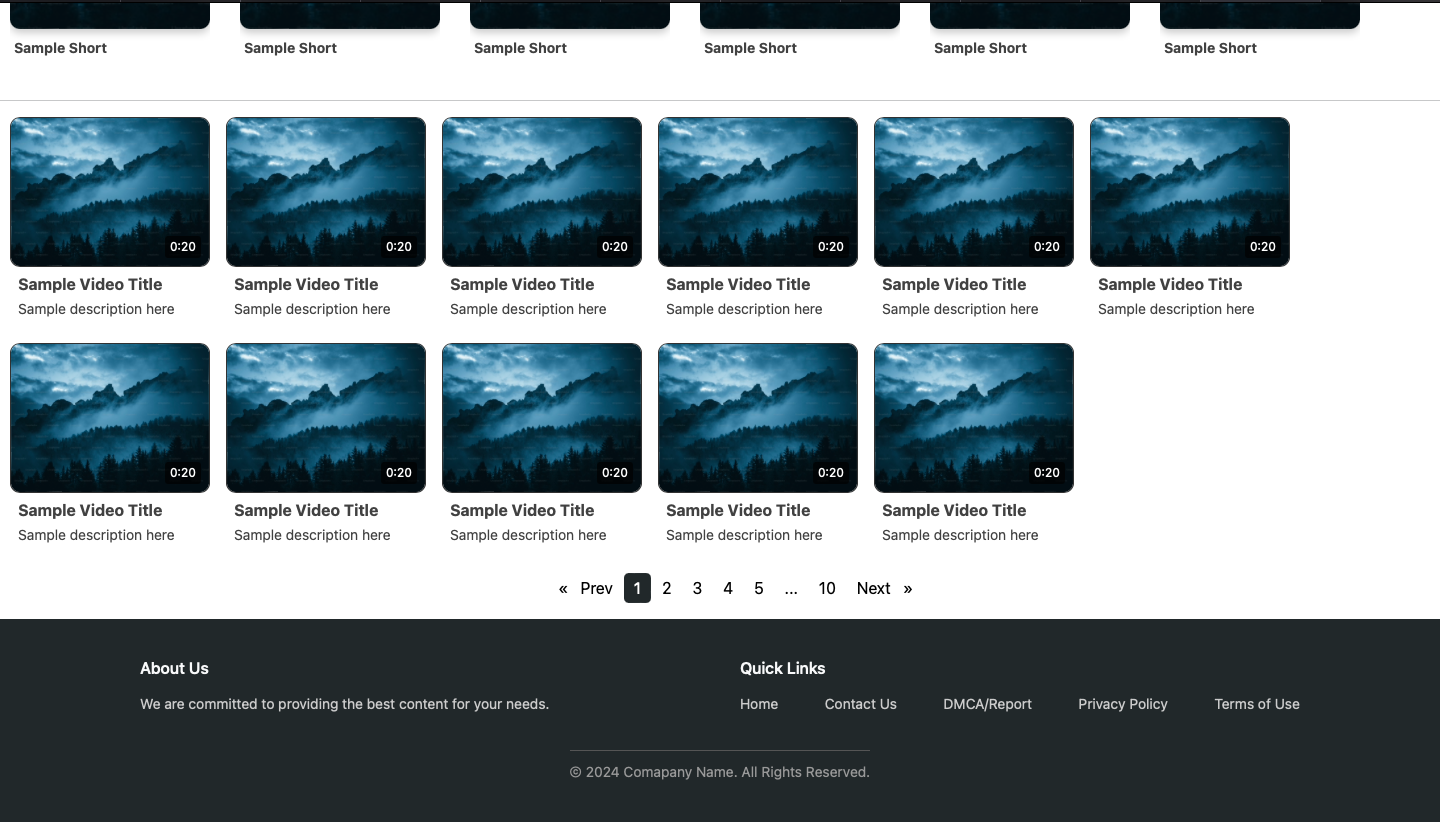 Sample Short Sample Short Sample Short Sample Short Sample Short Sample Short
0:20 0:20 0:20 0:20 0:20 0:20
Sample Video Title Sample Video Title Sample Video Title Sample Video Title Sample Video Title Sample Video Title
Sample description here Sample description here Sample description here Sample description here Sample description here Sample description here
0:20 0:20 0:20 0:20 0:20
Sample Video Title Sample Video Title Sample Video Title Sample Video Title Sample Video Title
Sample description here Sample description here Sample description here Sample description here Sample description here
« Prev 1 2 3 4 5 ... 10 Next »
About Us
We are committed to providing the best content for your needs.
Quick Links
Home Contact Us DMCA/Report Privacy Policy Terms of Use
© 2024 Comapany Name. All Rights Reserved.